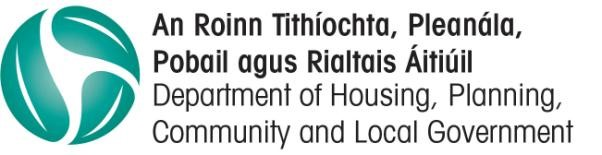 An Roinn Tithíochta, Pleanála,
Pobail agus Rialtais Áitiúil
Department of Housing, Planning,
Community and Local Government